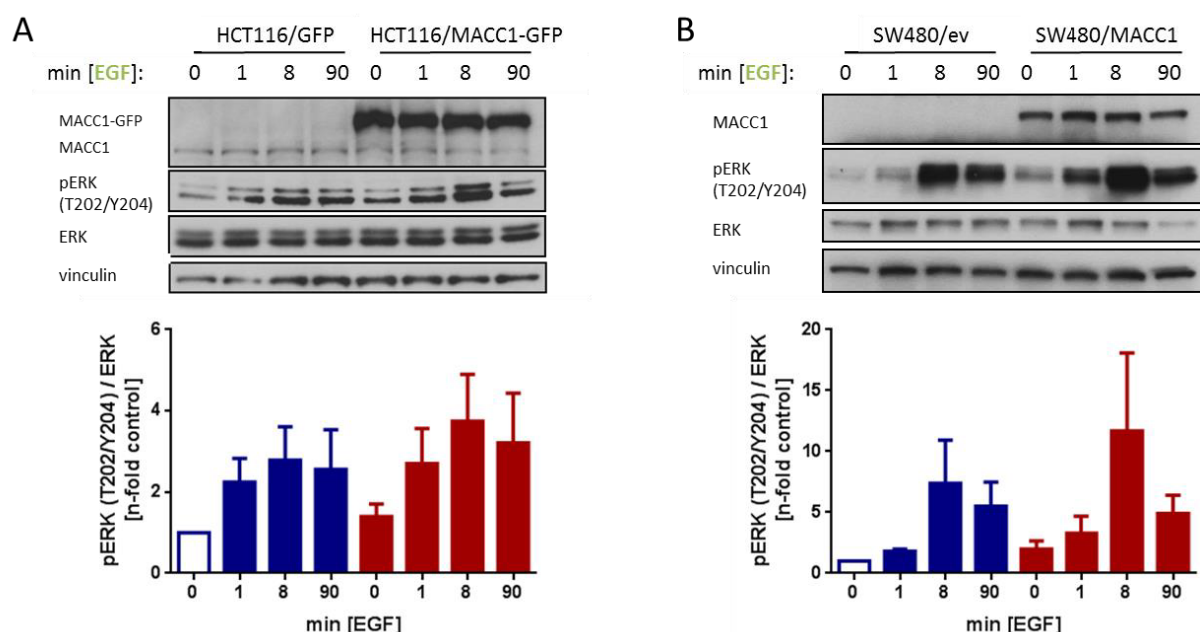 A
HCT116/GFP HCT116/MACC1-GFP
min [EGF]: 0 1 8 90 0 1 8 90
MACC1-GFP
MACC1
pERK
(T202/Y204)
ERK
vinculin
pERK (T202/Y204) / ERK
[n-fold control]
6
4
2
0
0 1 8 90 0 1 8 90
min [EGF]
B
SW480/ev SW480/MACC1
min [EGF]: 0 1 8 90 0 1 8 90
MACC1
pERK
(T202/Y204)
ERK
vinculin
pERK (T202/Y204) / ERK
[n-fold control]
20
15
10
5
0
0 1 8 90 0 1 8 90
min [EGF]